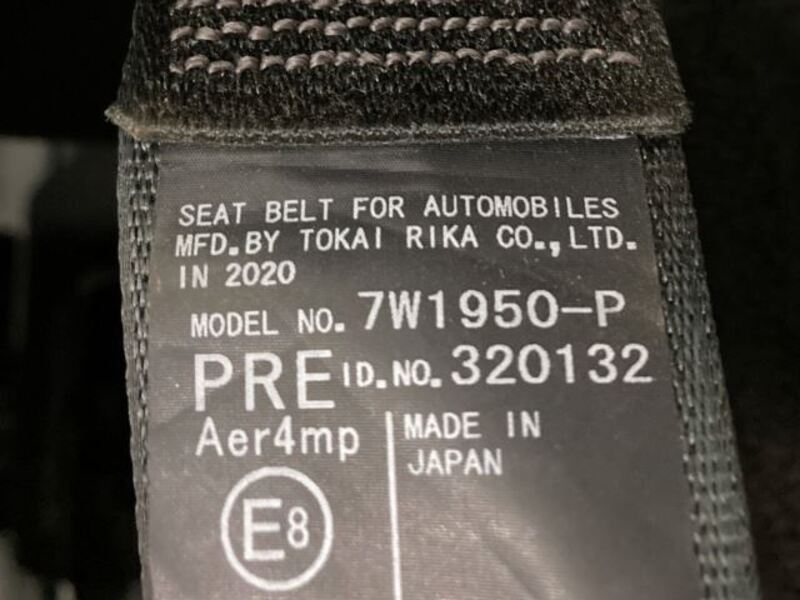 SEAT BELT FOR AUTOMOBILES
MFD.BY TOKAI RIKA CO.,LTD.
IN 2020
MODEL NO. 7W1950-P
PRE ID.NO. 320132
Aer4mp
MADE IN
JAPAN
E8